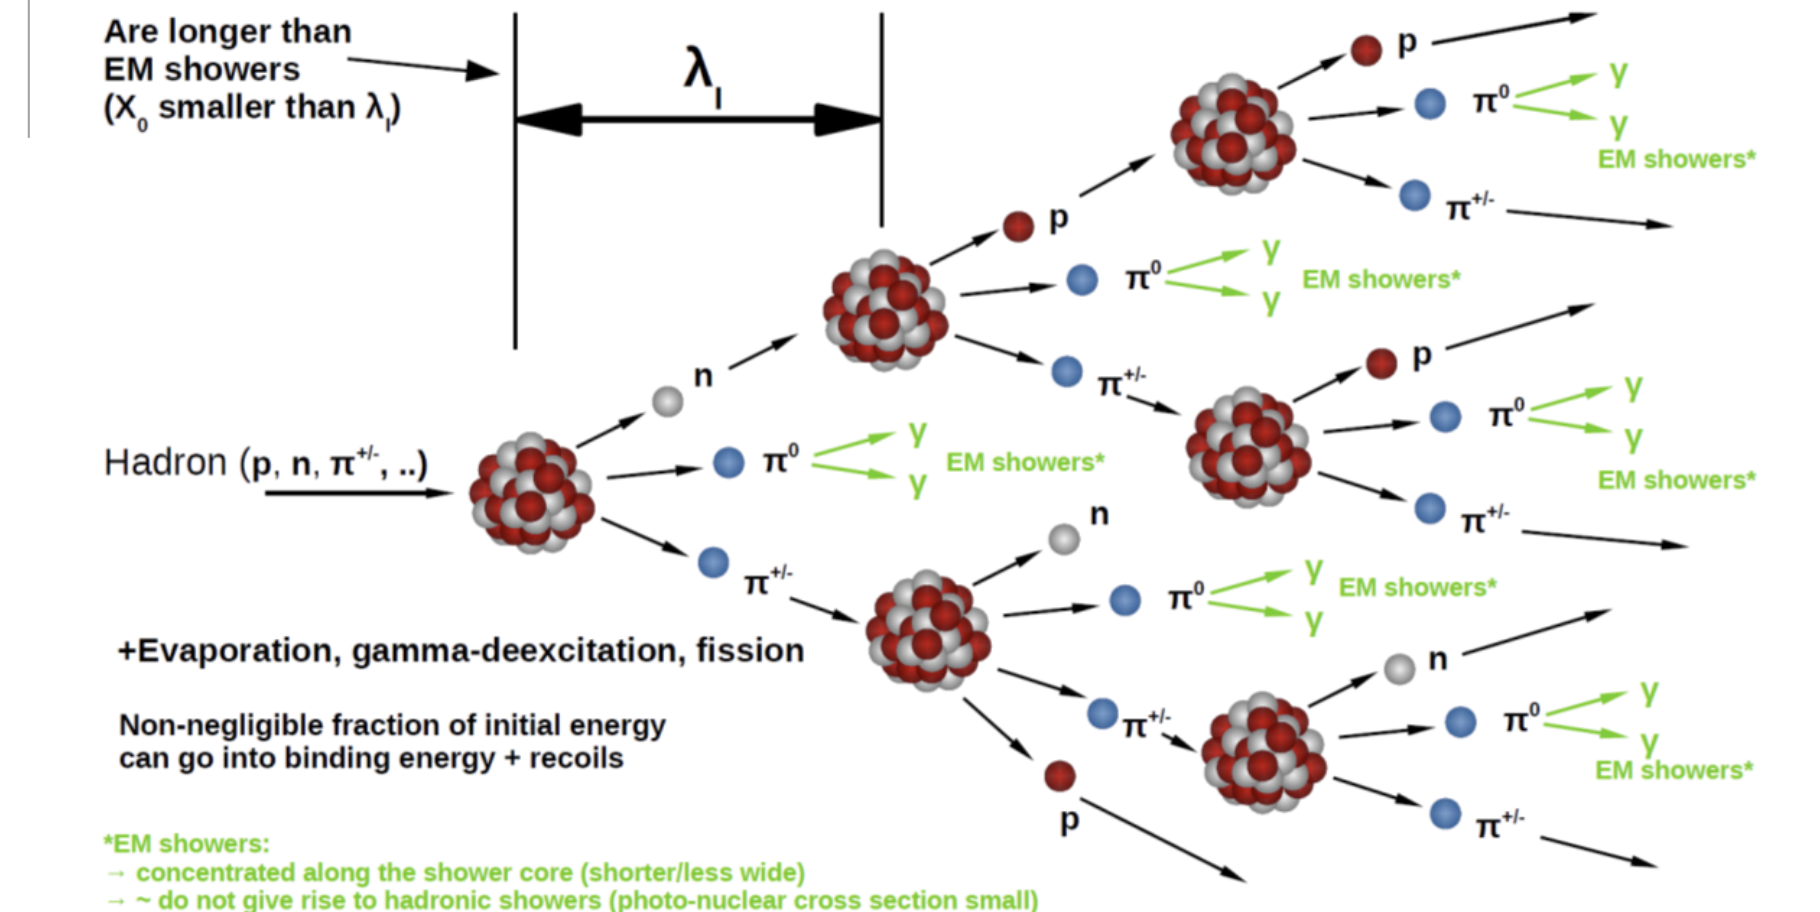 Are longer than
EM showers
(X₀ smaller than λ_I)
λ_I
p
π⁰
γ
γ
EM showers*
π⁺/⁻
p
π⁰
γ
γ
EM showers*
π⁺/⁻
n
p
π⁰
γ
γ
EM showers*
π⁺/⁻
Hadron (p, n, π⁺/⁻, ..)
π⁰
γ
γ
EM showers*
π⁺/⁻
n
π⁰
γ
γ
EM showers*
π⁺/⁻
p
n
π⁰
γ
γ
EM showers*
π⁺/⁻
+Evaporation, gamma-deexcitation, fission
Non-negligible fraction of initial energy
can go into binding energy + recoils
*EM showers:
→ concentrated along the shower core (shorter/less wide)
→ ~ do not give rise to hadronic showers (photo-nuclear cross section small)